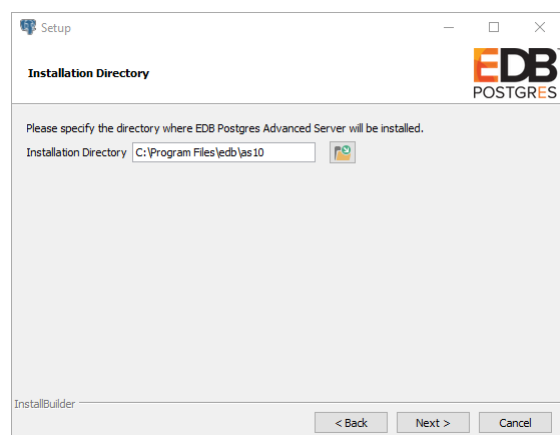 Setup
Installation Directory
EDB
POSTGRES
Please specify the directory where EDB Postgres Advanced Server will be installed.
Installation Directory C:\Program Files\edb\as10
InstallBuilder
< Back Next > Cancel